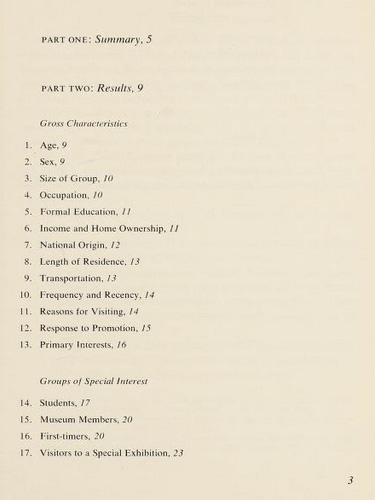 PART ONE: Summary, 5
PART TWO: Results, 9
Gross Characteristics
1. Age, 9
2. Sex, 9
3. Size of Group, 10
4. Occupation, 10
5. Formal Education, 11
6. Income and Home Ownership, 11
7. National Origin, 12
8. Length of Residence, 13
9. Transportation, 13
10. Frequency and Recency, 14
11. Reasons for Visiting, 14
12. Response to Promotion, 15
13. Primary Interests, 16
Groups of Special Interest
14. Students, 17
15. Museum Members, 20
16. First-timers, 20
17. Visitors to a Special Exhibition, 23
3